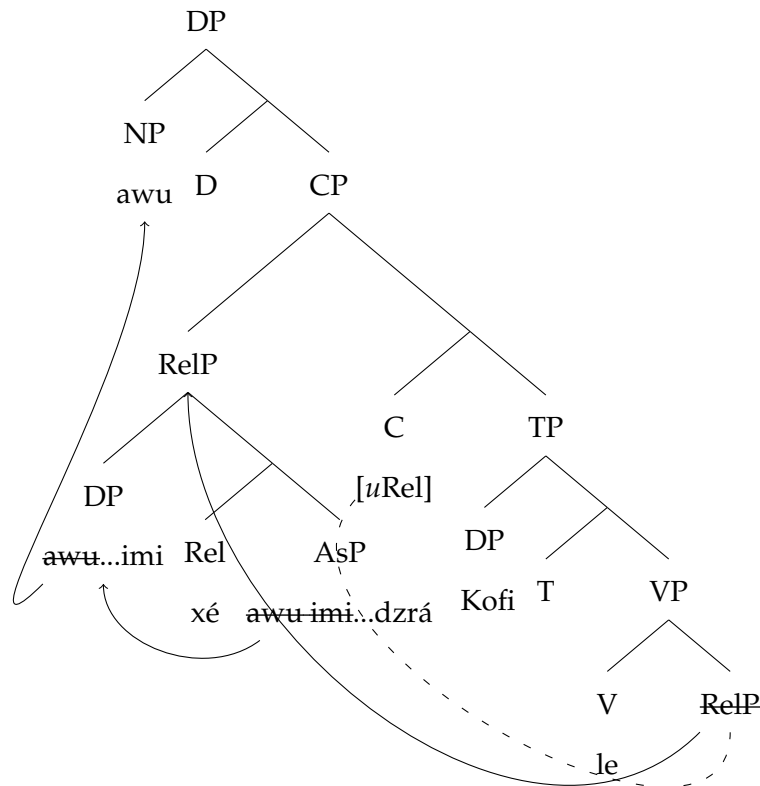 DP
NP
awu D CP
RelP
C TP
DP [uRel]
DP
awu...imi Rel AsP
Kofi T VP
xé awu imi...dzrá
V RelP
le